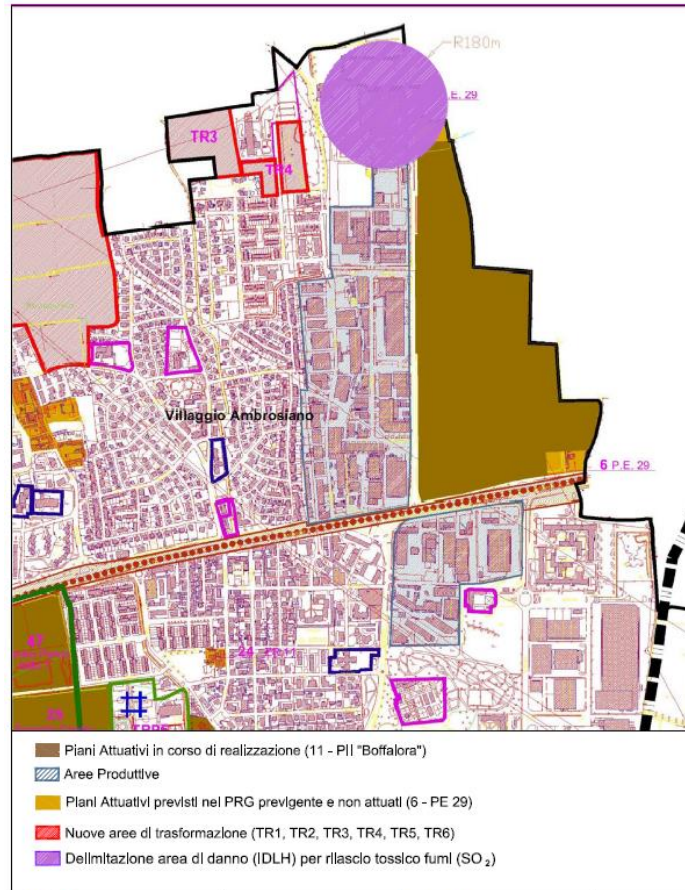 R180m
P.E. 29
TR3
TR4
Villaggio Ambrosiano
6 P.E. 29
24
Piani Attuativi in corso di realizzazione (11 - PII "Boffalora")
Aree Produttive
Piani Attuativi previsti nel PRG previgente e non attuati (6 - PE 29)
Nuove aree di trasformazione (TR1, TR2, TR3, TR4, TR5, TR6)
Delimitazione area di danno (IDLH) per rilascio tossico fumi (SO₂)